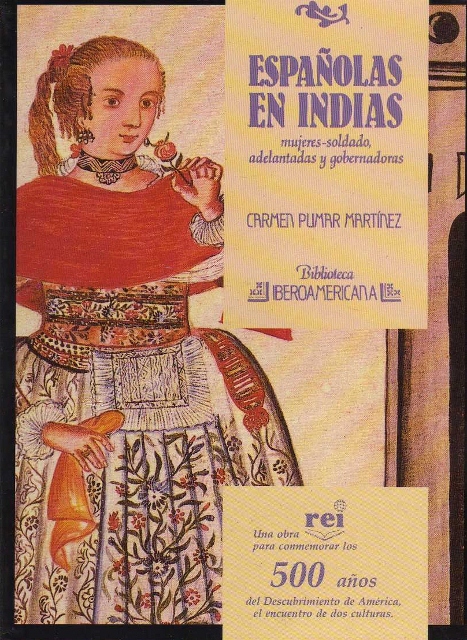 ESPAÑOLAS
EN INDIAS
mujeres-soldado,
adelantadas y gobernadoras
CARMEN PUMAR MARTÍNEZ
Biblioteca
IBEROAMERICANA
rei
Una obra
para conmemorar los
500 años
del Descubrimiento de América,
el encuentro de dos culturas.